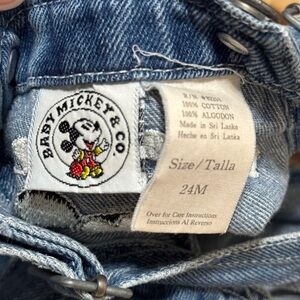 BABY MICKEY & CO.
100% COTTON
100% ALGODON
Made in Sri Lanka
Hecho en Sri Lanka
Size/Talla
24M
Over for Care Instructions
Instruccions Al Reverso